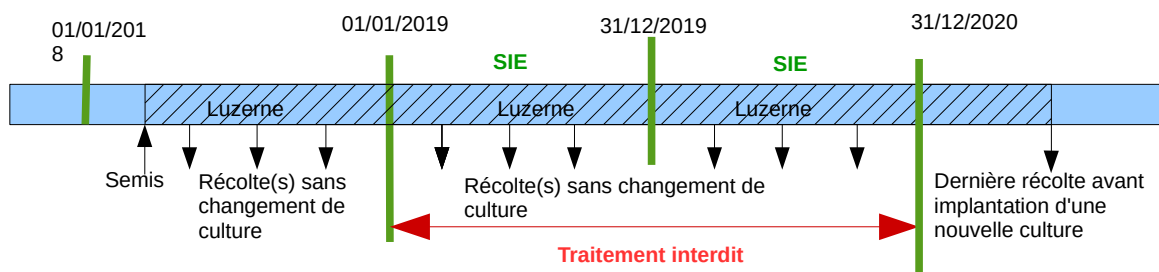 01/01/201
8
01/01/2019
31/12/2019
31/12/2020
SIE
SIE
Luzerne
Luzerne
Luzerne
Semis
Récolte(s) sans
changement de
culture
Récolte(s) sans changement de
culture
Dernière récolte avant
implantation d'une
nouvelle culture
Traitement interdit